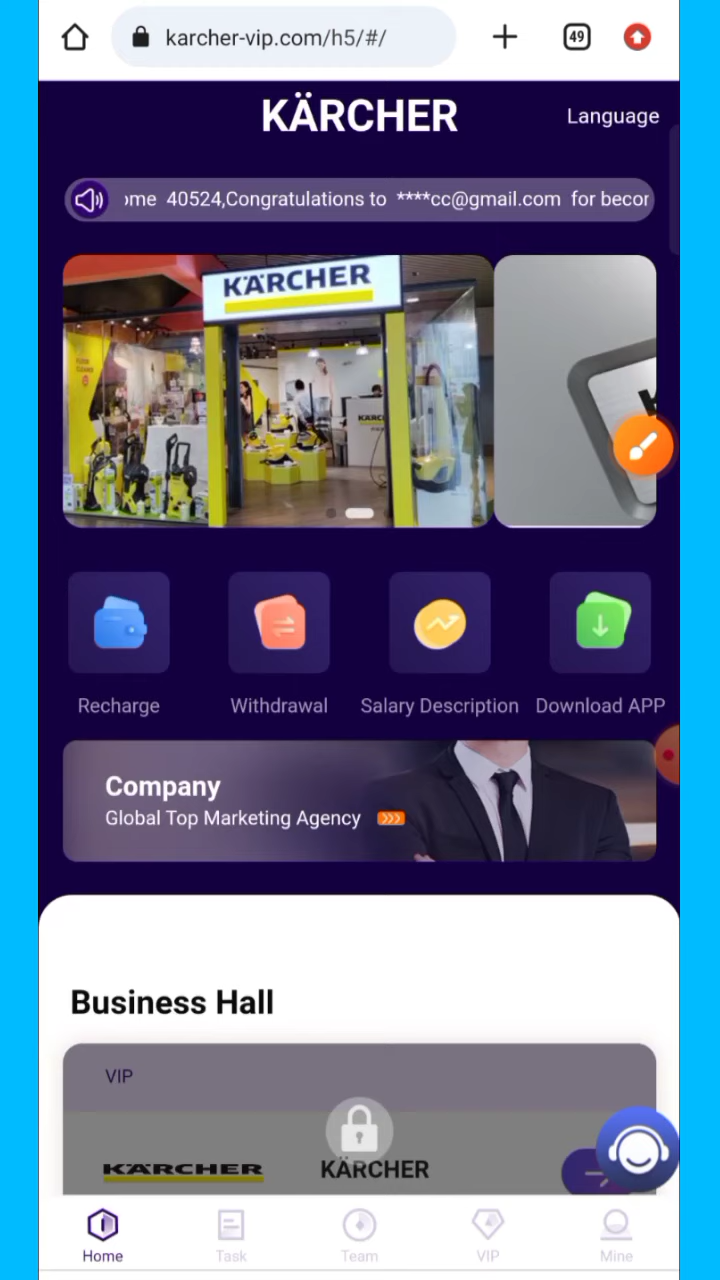 karcher-vip.com/h5/#/
49
KÄRCHER
Language
ome 40524,Congratulations to ****cc@gmail.com for becor
KÄRCHER
Recharge
Withdrawal
Salary Description
Download APP
Company
Global Top Marketing Agency
Business Hall
VIP
KÄRCHER
KÄRCHER
Home
Task
Team
VIP
Mine